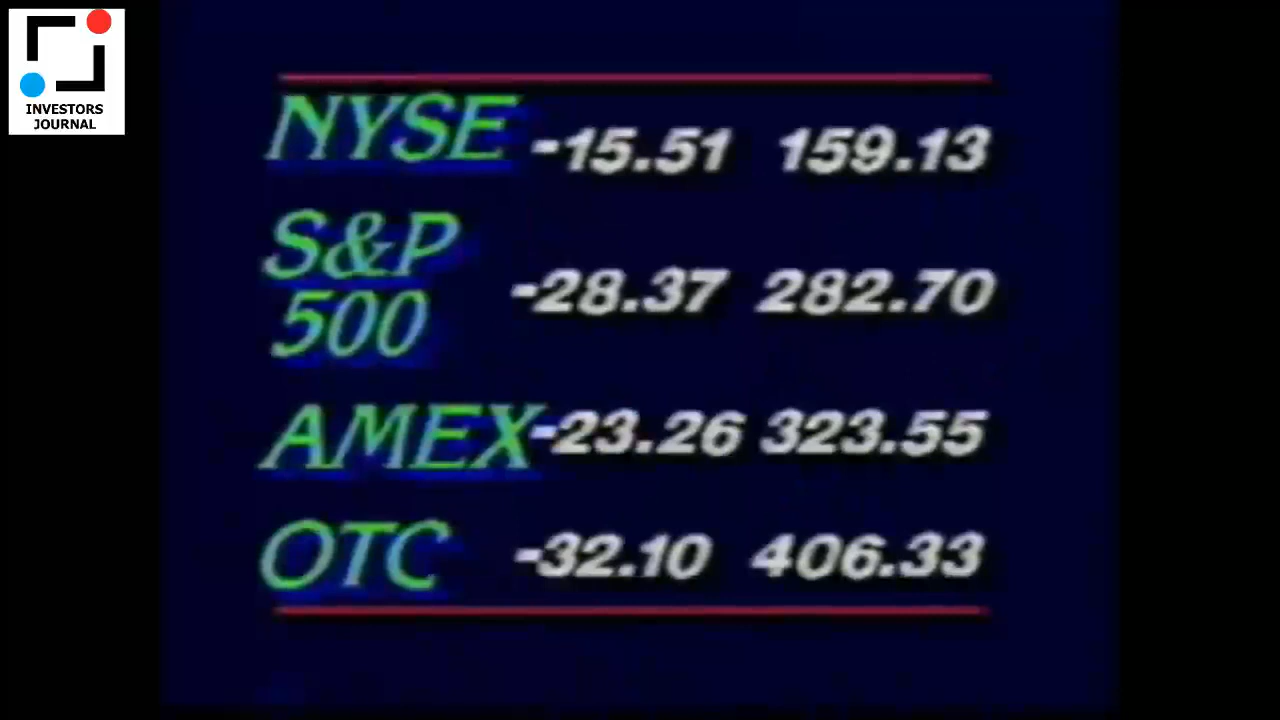 INVESTORS
JOURNAL
NYSE -15.51 159.13
S&P
500 -28.37 282.70
AMEX -23.26 323.55
OTC -32.10 406.33